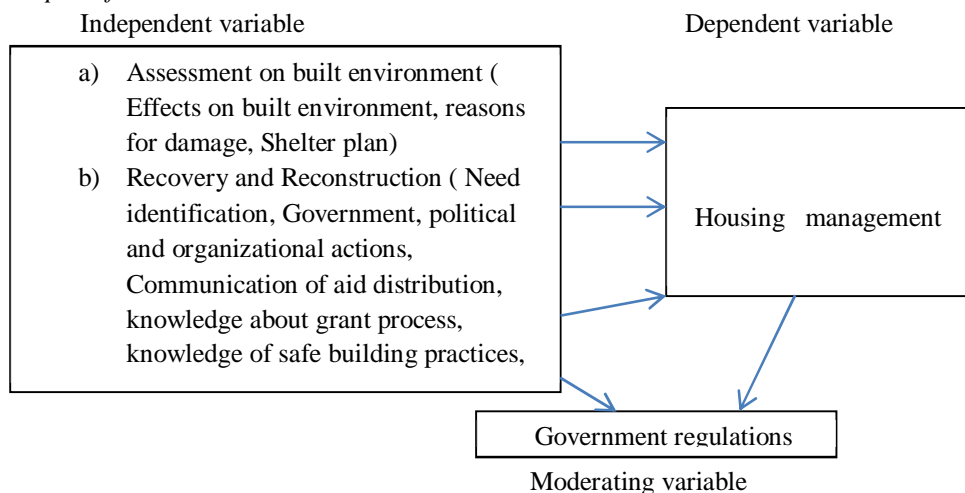 Independent variable
Dependent variable
a) Assessment on built environment (
Effects on built environment, reasons
for damage, Shelter plan)
b) Recovery and Reconstruction ( Need
identification, Government, political
and organizational actions,
Communication of aid distribution,
knowledge about grant process,
knowledge of safe building practices,
Housing management
Government regulations
Moderating variable